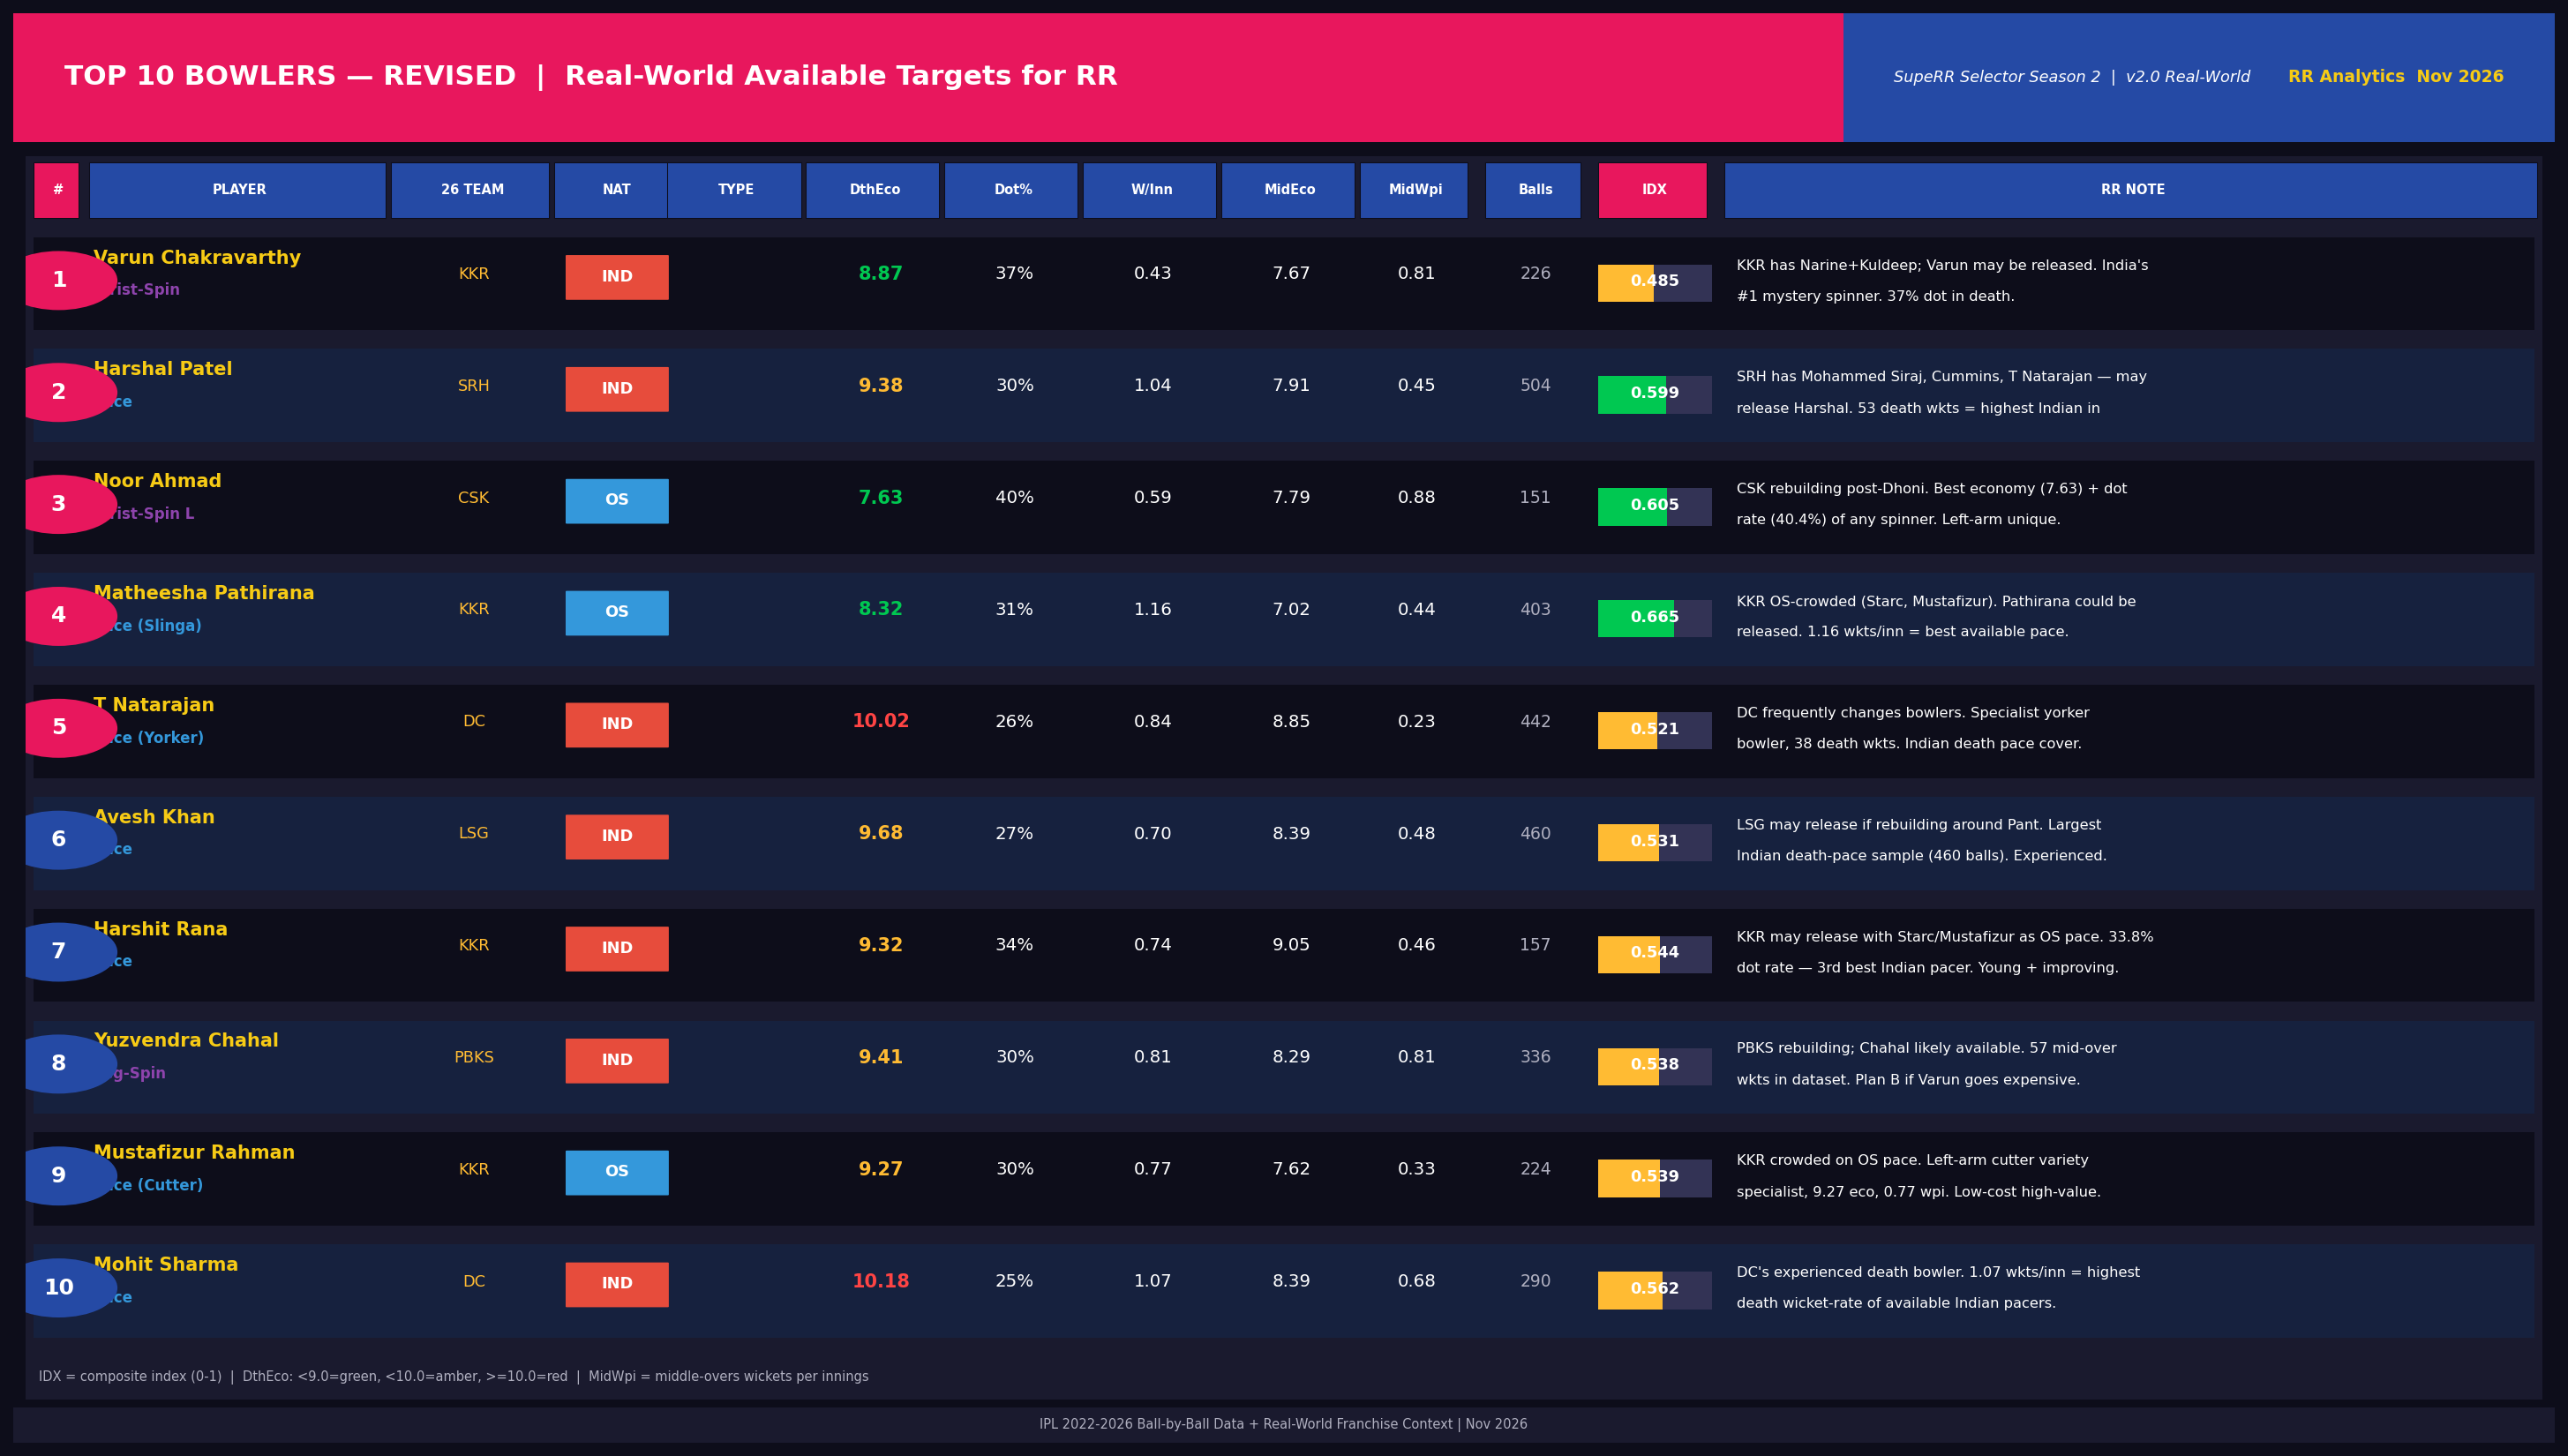 TOP 10 BOWLERS — REVISED | Real-World Available Targets for RR
SupeRR Selector Season 2 | v2.0 Real-World RR Analytics Nov 2026
# PLAYER 26 TEAM NAT TYPE DthEco Dot% W/Inn MidEco MidWpi Balls IDX RR NOTE
1 Varun Chakravarthy KKR IND 8.87 37% 0.43 7.67 0.81 226 0.485 KKR has Narine+Kuldeep; Varun may be released. India's
rist-Spin #1 mystery spinner. 37% dot in death.
2 Harshal Patel SRH IND 9.38 30% 1.04 7.91 0.45 504 0.599 SRH has Mohammed Siraj, Cummins, T Natarajan — may
ce release Harshal. 53 death wkts = highest Indian in
3 Noor Ahmad CSK OS 7.63 40% 0.59 7.79 0.88 151 0.605 CSK rebuilding post-Dhoni. Best economy (7.63) + dot
rist-Spin L rate (40.4%) of any spinner. Left-arm unique.
4 Matheesha Pathirana KKR OS 8.32 31% 1.16 7.02 0.44 403 0.665 KKR OS-crowded (Starc, Mustafizur). Pathirana could be
ce (Slinga) released. 1.16 wkts/inn = best available pace.
5 T Natarajan DC IND 10.02 26% 0.84 8.85 0.23 442 0.521 DC frequently changes bowlers. Specialist yorker
ce (Yorker) bowler, 38 death wkts. Indian death pace cover.
6 Avesh Khan LSG IND 9.68 27% 0.70 8.39 0.48 460 0.531 LSG may release if rebuilding around Pant. Largest
ce Indian death-pace sample (460 balls). Experienced.
7 Harshit Rana KKR IND 9.32 34% 0.74 9.05 0.46 157 0.544 KKR may release with Starc/Mustafizur as OS pace. 33.8%
ce dot rate — 3rd best Indian pacer. Young + improving.
8 Yuzvendra Chahal PBKS IND 9.41 30% 0.81 8.29 0.81 336 0.538 PBKS rebuilding; Chahal likely available. 57 mid-over
g-Spin wkts in dataset. Plan B if Varun goes expensive.
9 Mustafizur Rahman KKR OS 9.27 30% 0.77 7.62 0.33 224 0.539 KKR crowded on OS pace. Left-arm cutter variety
ce (Cutter) specialist, 9.27 eco, 0.77 wpi. Low-cost high-value.
10 Mohit Sharma DC IND 10.18 25% 1.07 8.39 0.68 290 0.562 DC's experienced death bowler. 1.07 wkts/inn = highest
ce death wicket-rate of available Indian pacers.
IDX = composite index (0-1) | DthEco: <9.0=green, <10.0=amber, >=10.0=red | MidWpi = middle-overs wickets per innings
IPL 2022-2026 Ball-by-Ball Data + Real-World Franchise Context | Nov 2026